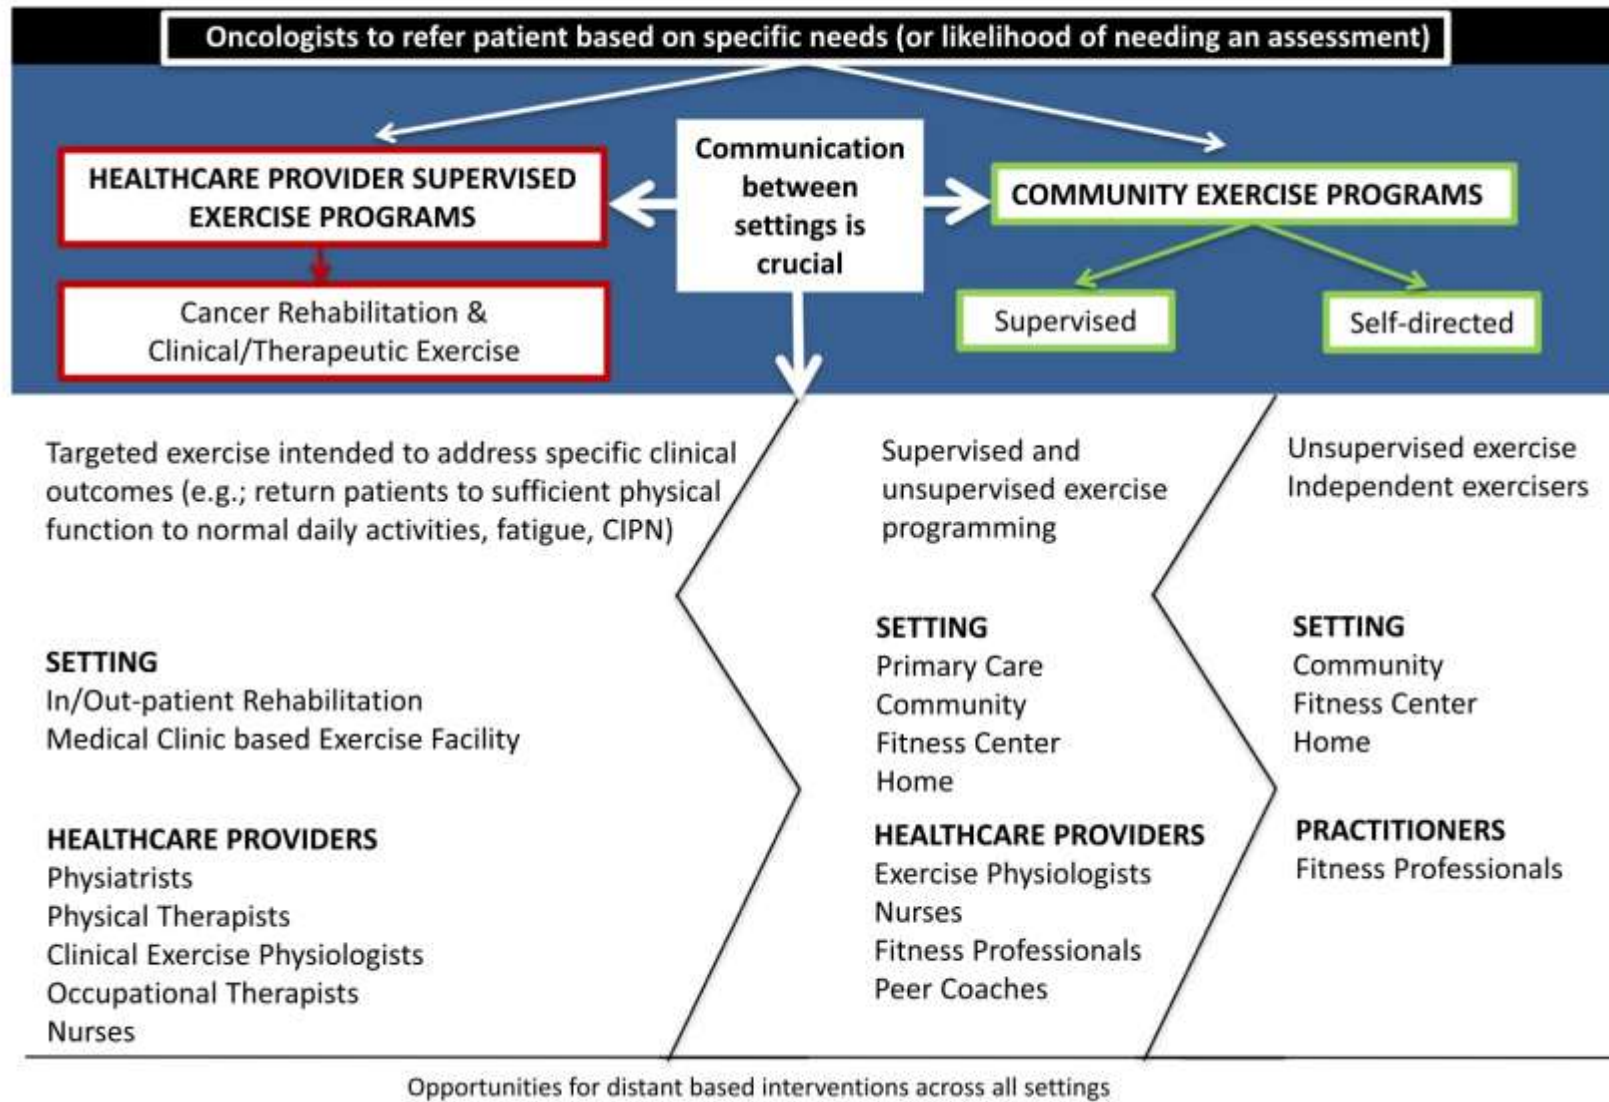 Oncologists to refer patient based on specific needs (or likelihood of needing an assessment)
HEALTHCARE PROVIDER SUPERVISED
EXERCISE PROGRAMS
Communication
between
settings is
crucial
COMMUNITY EXERCISE PROGRAMS
Cancer Rehabilitation &
Clinical/Therapeutic Exercise
Supervised
Self-directed
Targeted exercise intended to address specific clinical
outcomes (e.g.; return patients to sufficient physical
function to normal daily activities, fatigue, CIPN)
SETTING
In/Out-patient Rehabilitation
Medical Clinic based Exercise Facility
HEALTHCARE PROVIDERS
Physiatrists
Physical Therapists
Clinical Exercise Physiologists
Occupational Therapists
Nurses
Supervised and
unsupervised exercise
programming
SETTING
Primary Care
Community
Fitness Center
Home
HEALTHCARE PROVIDERS
Exercise Physiologists
Nurses
Fitness Professionals
Peer Coaches
Unsupervised exercise
Independent exercisers
SETTING
Community
Fitness Center
Home
PRACTITIONERS
Fitness Professionals
Opportunities for distant based interventions across all settings